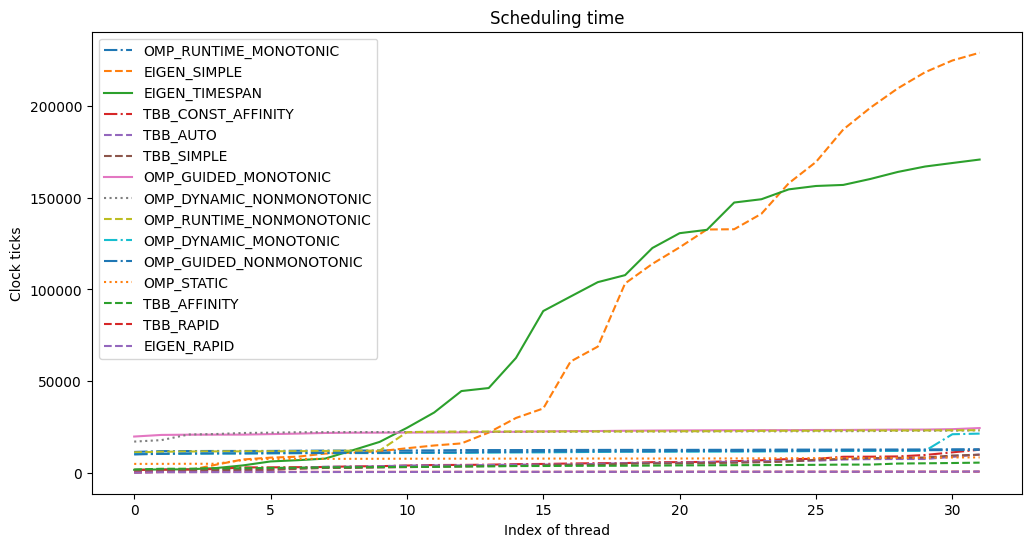 Scheduling time
OMP_RUNTIME_MONOTONIC
EIGEN_SIMPLE
EIGEN_TIMESPAN
TBB_CONST_AFFINITY
TBB_AUTO
TBB_SIMPLE
OMP_GUIDED_MONOTONIC
OMP_DYNAMIC_NONMONOTONIC
OMP_RUNTIME_NONMONOTONIC
OMP_DYNAMIC_MONOTONIC
OMP_GUIDED_NONMONOTONIC
OMP_STATIC
TBB_AFFINITY
TBB_RAPID
EIGEN_RAPID
Clock ticks
200000
150000
100000
50000
0
0 5 10 15 20 25 30
Index of thread